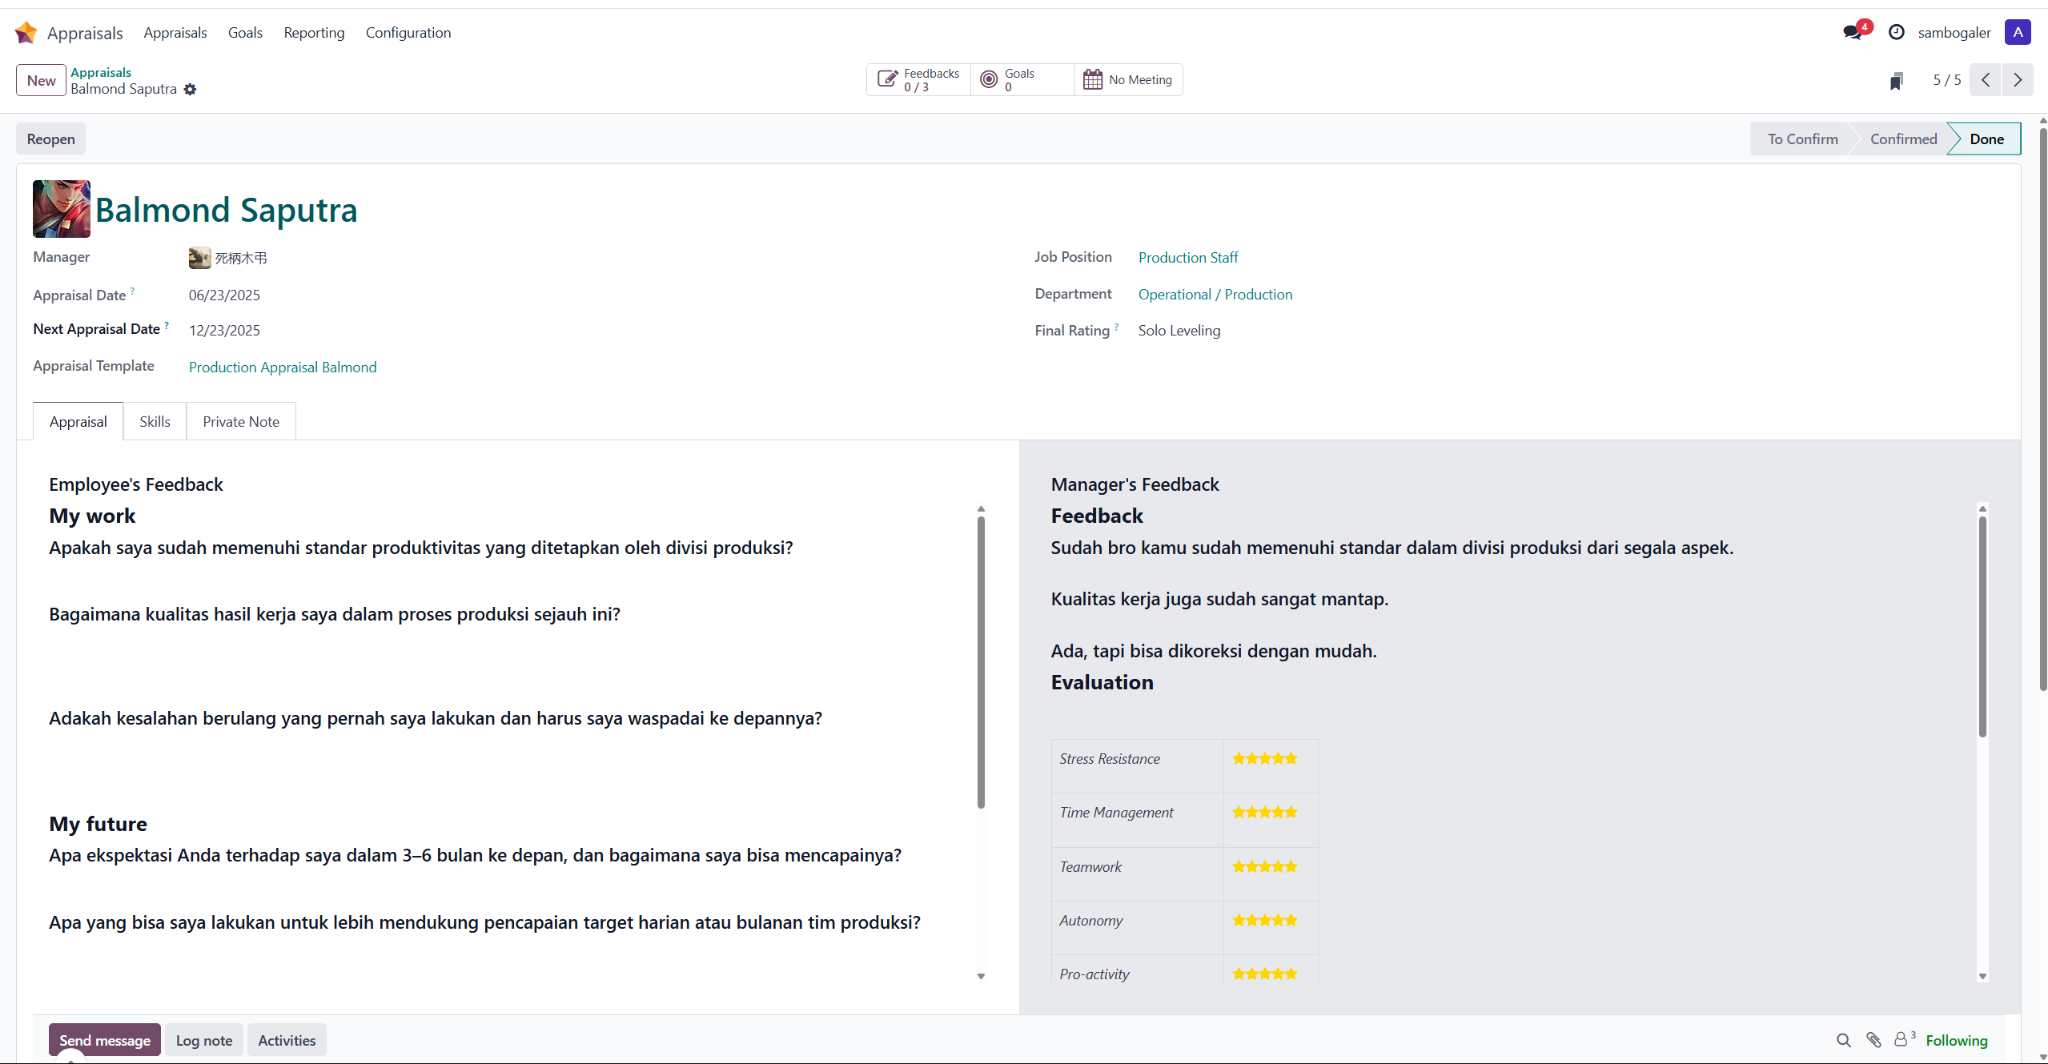 Appraisals Appraisals Goals Reporting Configuration 4 sambogaler A
New Appraisals Feedbacks Goals No Meeting 5 / 5
Balmond Saputra 0 / 3 0
Reopen To Confirm Confirmed Done
Balmond Saputra
Manager 死柄木弔
Appraisal Date ? 06/23/2025
Next Appraisal Date ? 12/23/2025
Appraisal Template Production Appraisal Balmond
Job Position Production Staff
Department Operational / Production
Final Rating ? Solo Leveling
Appraisal Skills Private Note
Employee's Feedback
My work
Apakah saya sudah memenuhi standar produktivitas yang ditetapkan oleh divisi produksi?
Bagaimana kualitas hasil kerja saya dalam proses produksi sejauh ini?
Adakah kesalahan berulang yang pernah saya lakukan dan harus saya waspadai ke depannya?
My future
Apa ekspektasi Anda terhadap saya dalam 3–6 bulan ke depan, dan bagaimana saya bisa mencapainya?
Apa yang bisa saya lakukan untuk lebih mendukung pencapaian target harian atau bulanan tim produksi?
Manager's Feedback
Feedback
Sudah bro kamu sudah memenuhi standar dalam divisi produksi dari segala aspek.
Kualitas kerja juga sudah sangat mantap.
Ada, tapi bisa dikoreksi dengan mudah.
Evaluation
Stress Resistance
Time Management
Teamwork
Autonomy
Pro-activity
Send message Log note Activities 3 Following